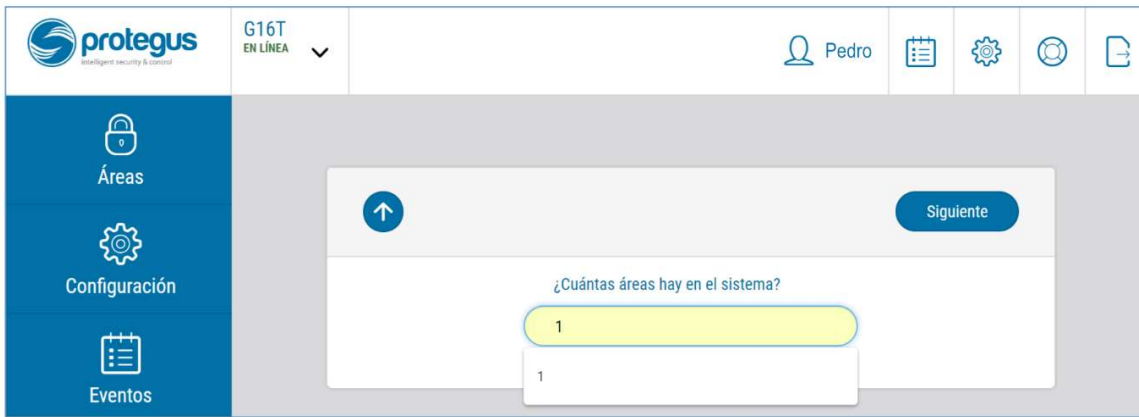 protegus
intelligent security & control
G16T
EN LÍNEA
Pedro
Áreas
Configuración
Eventos
Siguiente
¿Cuántas áreas hay en el sistema?
1
1